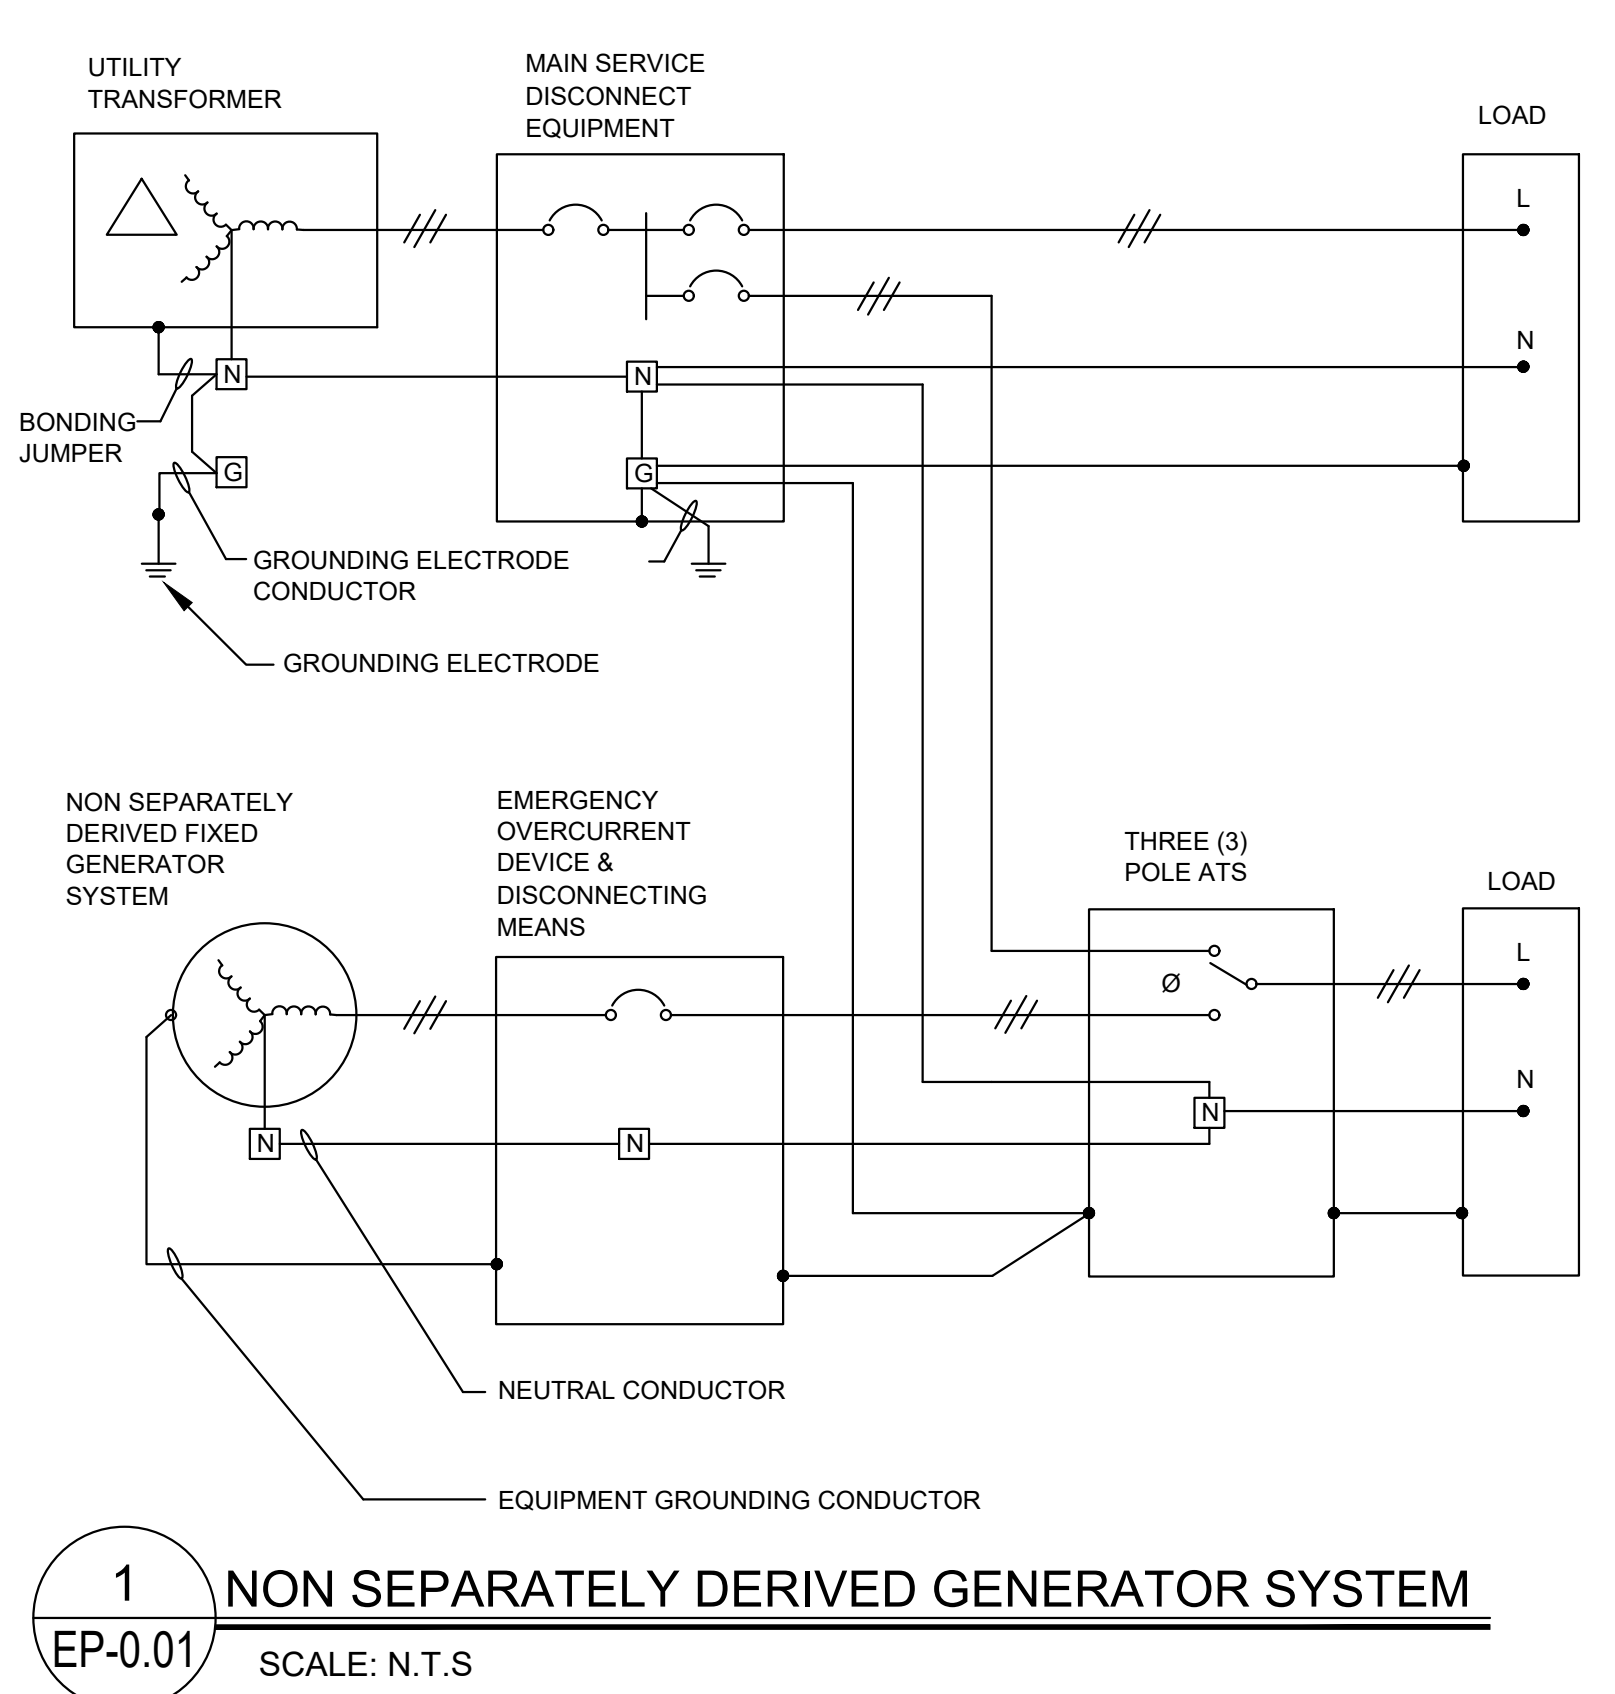 UTILITY
TRANSFORMER
MAIN SERVICE
DISCONNECT
EQUIPMENT
LOAD
L
N
N
N
BONDING
JUMPER
G
G
GROUNDING ELECTRODE
CONDUCTOR
GROUNDING ELECTRODE
NON SEPARATELY
DERIVED FIXED
GENERATOR
SYSTEM
EMERGENCY
OVERCURRENT
DEVICE &
DISCONNECTING
MEANS
THREE (3)
POLE ATS
LOAD
L
Ø
N
N
N
N
NEUTRAL CONDUCTOR
EQUIPMENT GROUNDING CONDUCTOR
1
EP-0.01
NON SEPARATELY DERIVED GENERATOR SYSTEM
SCALE: N.T.S